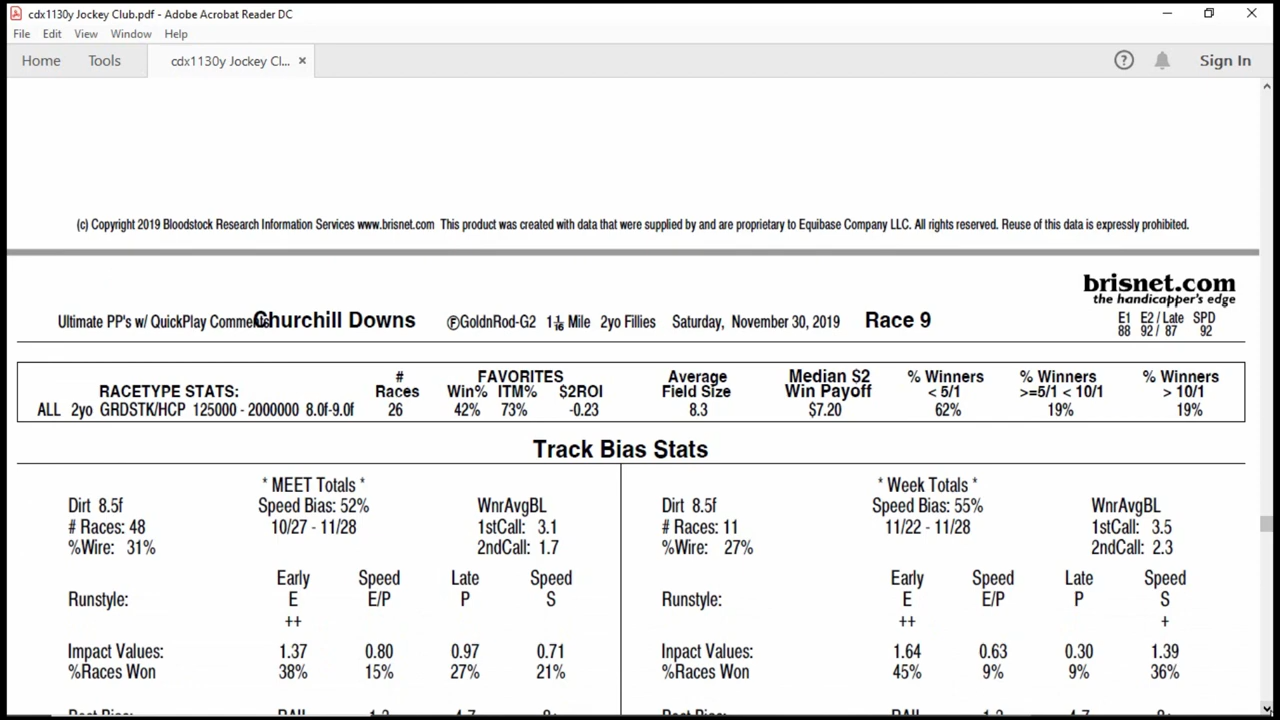 cdx1130y Jockey Club.pdf - Adobe Acrobat Reader DC
File Edit View Window Help
Home Tools cdx1130y Jockey Cl... × Sign In
(c) Copyright 2019 Bloodstock Research Information Services www.brisnet.com This product was created with data that were supplied by and are proprietary to Equibase Company LLC. All rights reserved. Reuse of this data is expressly prohibited.
brisnet.com
the handicapper's edge
Ultimate PP's w/ QuickPlay Comments Churchill Downs ⒻGoldnRod-G2 1 1/16 Mile 2yo Fillies Saturday, November 30, 2019 Race 9
E1 E2 / Late SPD
88 92 / 87 92
# FAVORITES Average Median $2 % Winners % Winners % Winners
RACETYPE STATS: Races Win% ITM% $2ROI Field Size Win Payoff < 5/1 >=5/1 < 10/1 > 10/1
ALL 2yo GRDSTK/HCP 125000 - 2000000 8.0f-9.0f 26 42% 73% -0.23 8.3 $7.20 62% 19% 19%
Track Bias Stats
* MEET Totals *
Dirt 8.5f Speed Bias: 52% WnrAvgBL
# Races: 48 10/27 - 11/28 1stCall: 3.1
%Wire: 31% 2ndCall: 1.7
Early Speed Late Speed
Runstyle: E E/P P S
++
Impact Values: 1.37 0.80 0.97 0.71
%Races Won 38% 15% 27% 21%
* Week Totals *
Dirt 8.5f Speed Bias: 55% WnrAvgBL
# Races: 11 11/22 - 11/28 1stCall: 3.5
%Wire: 27% 2ndCall: 2.3
Early Speed Late Speed
Runstyle: E E/P P S
++ +
Inpact Values: 1.64 0.63 0.30 1.39
%Races Won 45% 9% 9% 36%